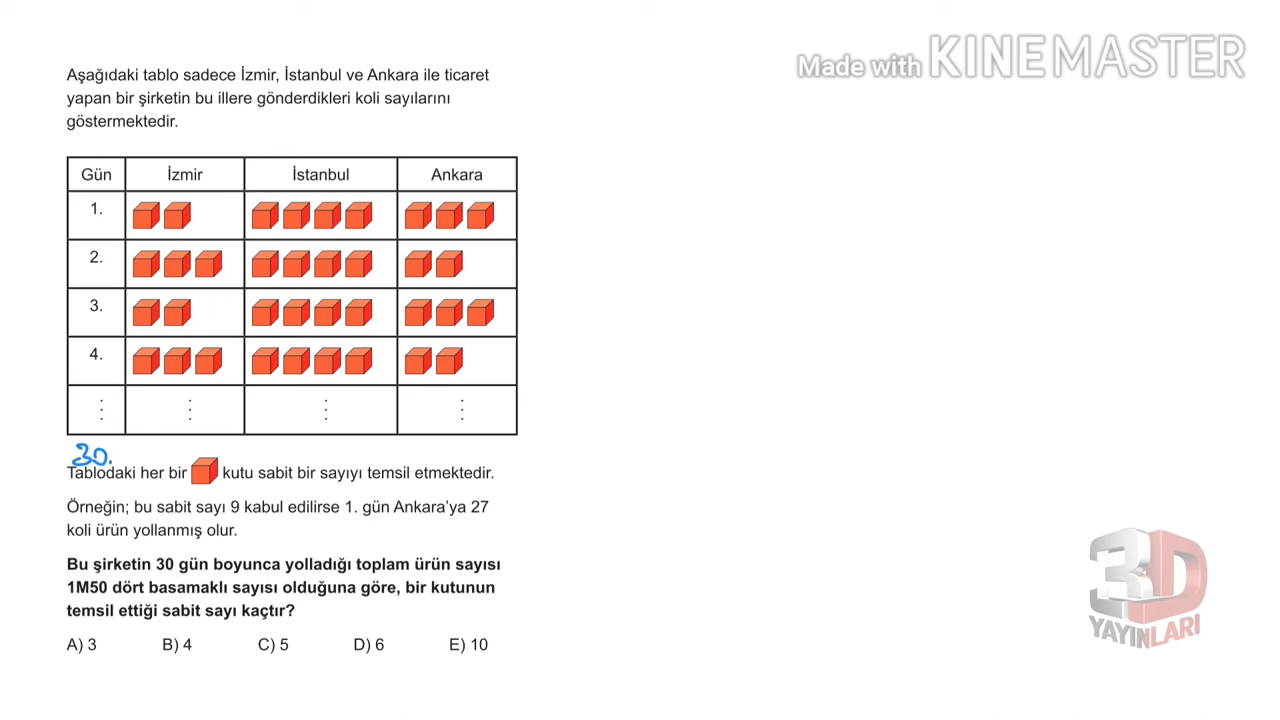 Made with KINEMASTER
Aşağıdaki tablo sadece İzmir, İstanbul ve Ankara ile ticaret
yapan bir şirketin bu illere gönderdikleri koli sayılarını
göstermektedir.
Gün İzmir İstanbul Ankara
1.
2.
3.
4.
30.
Tablodaki her bir kutu sabit bir sayıyı temsil etmektedir.
Örneğin; bu sabit sayı 9 kabul edilirse 1. gün Ankara'ya 27
koli ürün yollanmış olur.
Bu şirketin 30 gün boyunca yolladığı toplam ürün sayısı
1M50 dört basamaklı sayısı olduğuna göre, bir kutunun
temsil ettiği sabit sayı kaçtır?
A) 3 B) 4 C) 5 D) 6 E) 10
3D
YAYINLARI